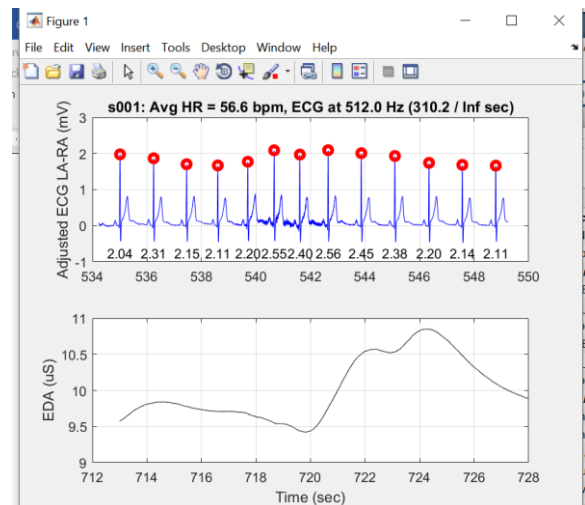 Figure 1
File Edit View Insert Tools Desktop Window Help
s001: Avg HR = 56.6 bpm, ECG at 512.0 Hz (310.2 / Inf sec)
Adjusted ECG LA-RA (mV)
3
2
1
0
-1
2.04 2.31 2.15 2.11 2.20 2.55 2.40 2.56 2.45 2.38 2.20 2.14 2.11
534 536 538 540 542 544 546 548 550
EDA (uS)
11
10.5
10
9.5
9
712 714 716 718 720 722 724 726 728
Time (sec)